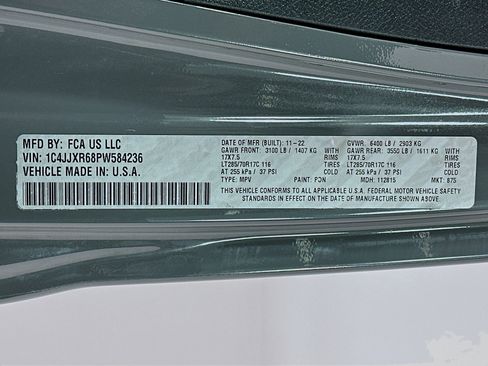 MFD BY: FCA US LLC
VIN: 1C4JJXR68PW584236
VEHICLE MADE IN: U.S.A.
DATE OF MFR (BUILT): 11-22 GVWR: 6400 LB / 2903 KG
GAWR FRONT: 3100 LB / 1407 KG WITH GAWR REAR: 3550 LB / 1611 KG WITH
17X7.5 RIMS 17X7.5 RIMS
LT285/70R17C 116 TIRES LT285/70R17C 116 TIRES
AT 255 kPa / 37 PSI COLD AT 255 kPa / 37 PSI COLD
THIS VEHICLE CONFORMS TO ALL APPLICABLE U.S.A. FEDERAL MOTOR VEHICLE SAFETY
STANDARDS IN EFFECT ON THE DATE OF MANUFACTURE SHOWN ABOVE.
TYPE: MPV PAINT: MDH: 112815 MKT: 875